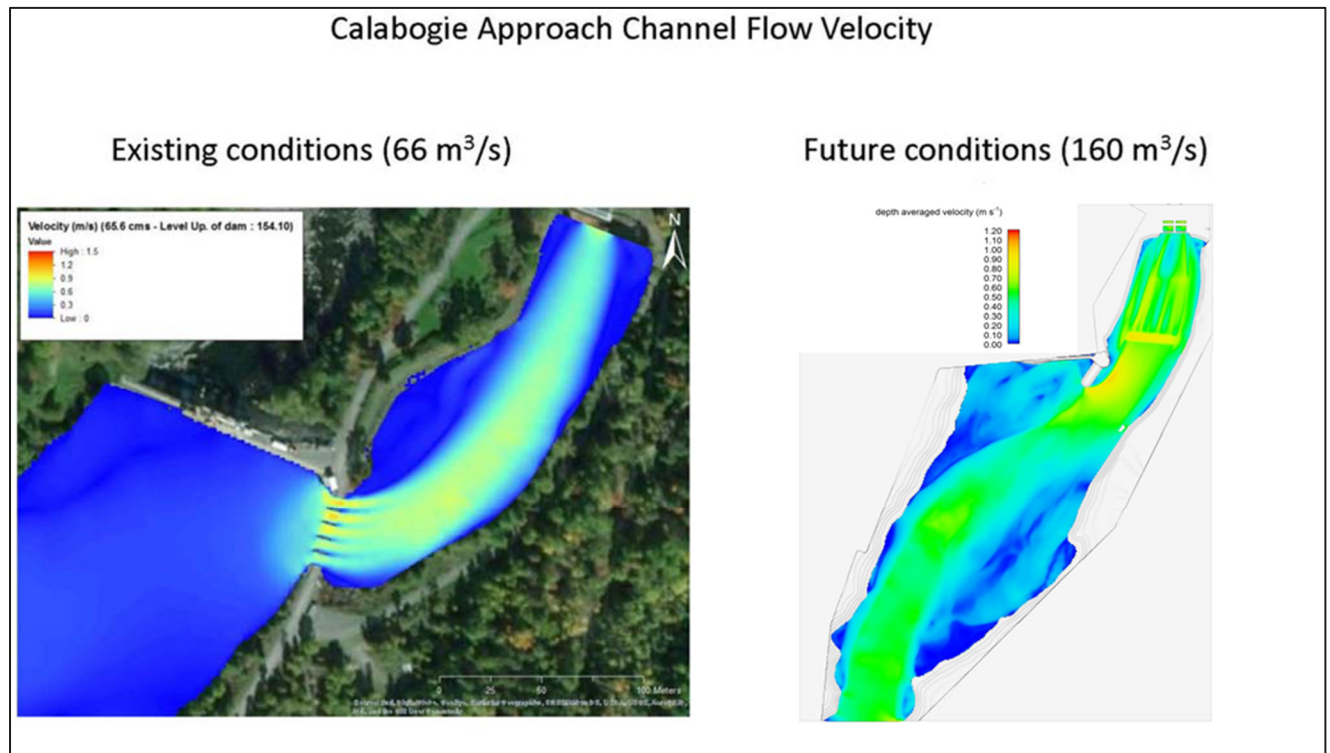 Calabogie Approach Channel Flow Velocity
Existing conditions (66 m³/s)
Future conditions (160 m³/s)
Velocity (m/s) (65.6 cms - Level Up. of dam : 154.10)
Value
High : 1.5
1.2
0.9
0.6
0.3
Low : 0
N
0 25 50 100 Meters
depth averaged velocity (m s⁻¹)
1.20
1.10
1.00
0.90
0.80
0.70
0.60
0.50
0.40
0.30
0.20
0.10
0.00